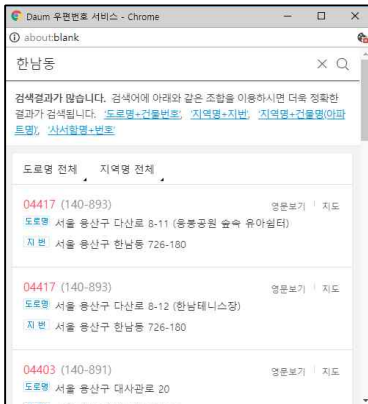 Daum 우편번호 서비스 - Chrome
about:blank
한남동
검색결과가 많습니다. 검색어에 아래와 같은 조합을 이용하시면 더욱 정확한
결과가 검색됩니다. '도로명+건물번호', '지역명+지번', '지역명+건물명(아파
트명)', '사서함명+번호'
도로명 전체 지역명 전체
04417 (140-893) 영문보기 지도
도로명 서울 용산구 다산로 8-11 (응봉공원 숲속 유아쉼터)
지번 서울 용산구 한남동 726-180
04417 (140-893) 영문보기 지도
도로명 서울 용산구 다산로 8-12 (한남테니스장)
지번 서울 용산구 한남동 726-180
04403 (140-891) 영문보기 지도
도로명 서울 용산구 대사관로 20